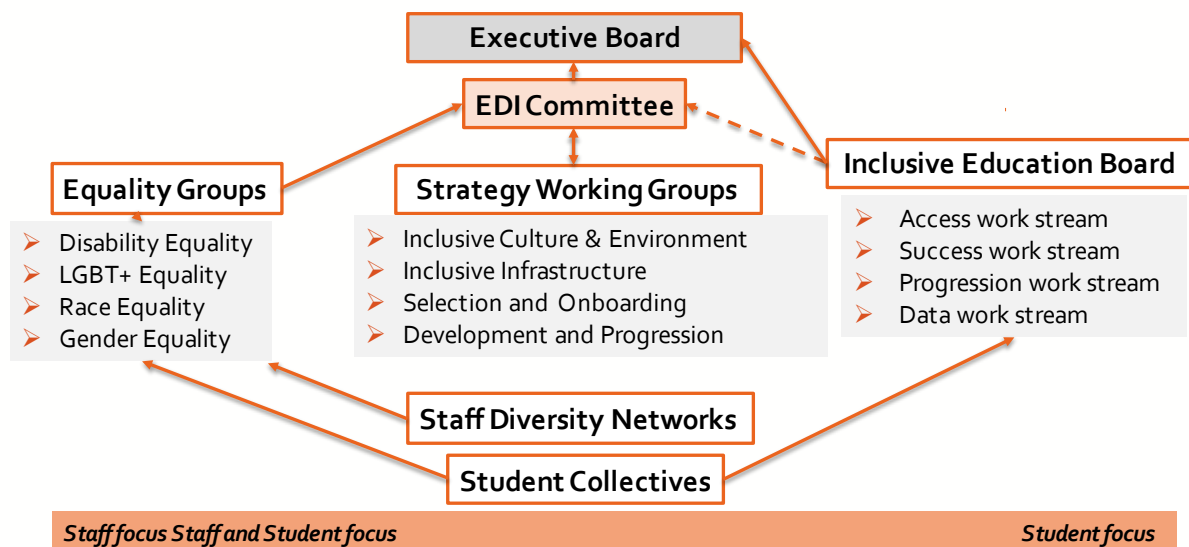 Executive Board
EDI Committee
Equality Groups
Disability Equality
LGBT+ Equality
Race Equality
Gender Equality
Strategy Working Groups
Inclusive Culture & Environment
Inclusive Infrastructure
Selection and Onboarding
Development and Progression
Inclusive Education Board
Access work stream
Success work stream
Progression work stream
Data work stream
Staff Diversity Networks
Student Collectives
Staff focus Staff and Student focus
Student focus